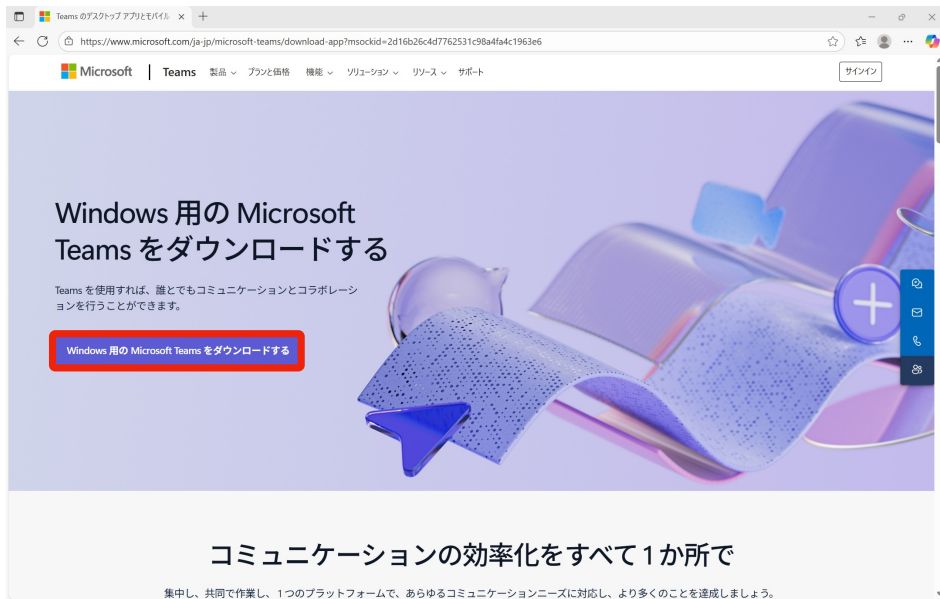 Teams のデスクトップ アプリとモバイル
https://www.microsoft.com/ja-jp/microsoft-teams/download-app?msockid=2d16b26c4d7762531c98a4fa4c1963e6
Microsoft Teams 製品 プランと価格 機能 ソリューション リソース サポート サインイン
Windows 用の Microsoft
Teams をダウンロードする
Teams を使用すれば、誰とでもコミュニケーションとコラボレーシ
ョンを行うことができます。
Windows 用の Microsoft Teams をダウンロードする
コミュニケーションの効率化をすべて 1 か所で
集中し、共同で作業し、1 つのプラットフォームで、あらゆるコミュニケーションニーズに対応し、より多くのことを達成しましょう。